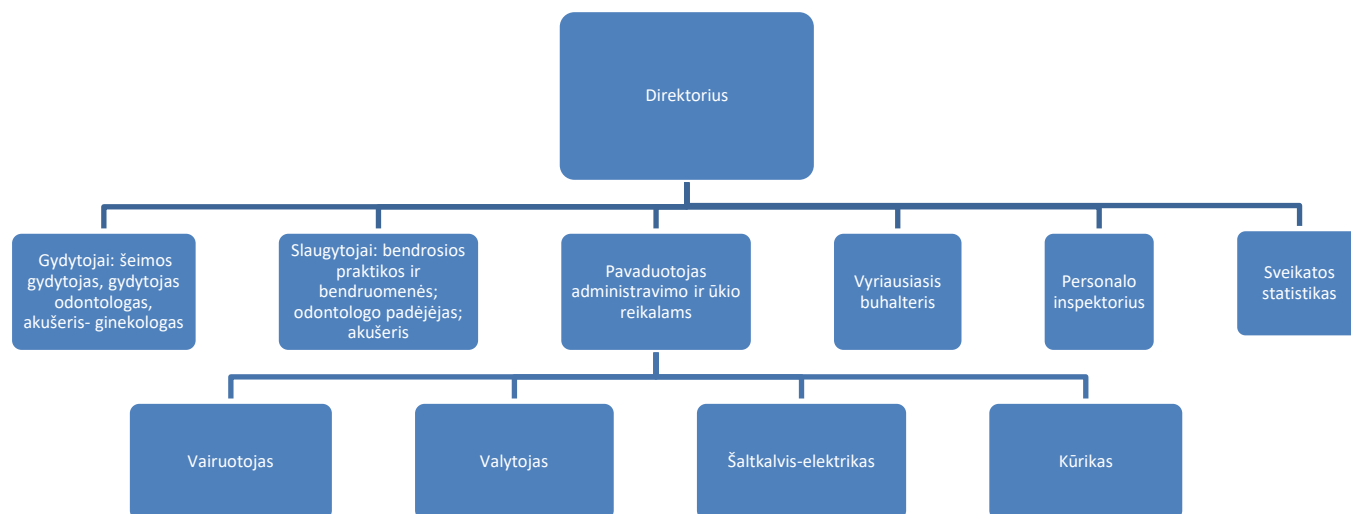 Direktorius
Gydytojai: šeimos
gydytojas, gydytojas
odontologas,
akušeris- ginekologas
Slaugytojai: bendrosios
praktikos ir
bendruomenės;
odontologo padėjėjas;
akušeris
Pavaduotojas
administravimo ir ūkio
reikalams
Vyriausiasis
buhalteris
Personalo
inspektorius
Sveikatos
statistikas
Vairuotojas
Valytojas
Šaltkalvis-elektrikas
Kūrikas